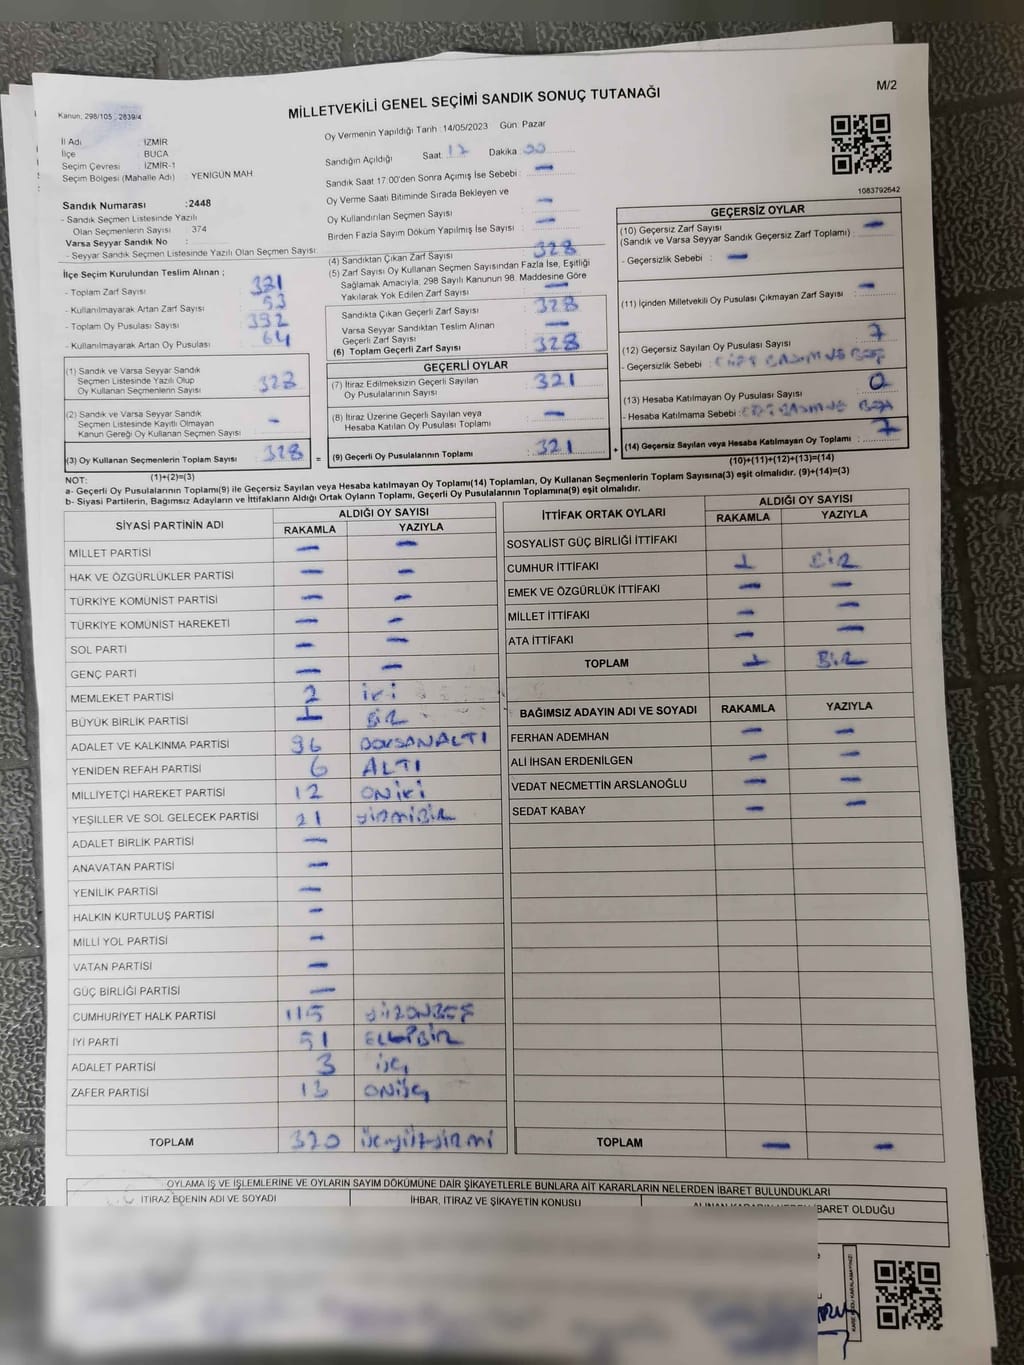 M/2
MİLLETVEKİLİ GENEL SEÇİMİ SANDIK SONUÇ TUTANAĞI
Kanun, 298/105 : 2839/4
İl Adı : İZMİR
İlçe : BUCA
Seçim Çevresi : İZMİR-1
Seçim Bölgesi (Mahalle Adı) : YENİGÜN MAH
Sandık Numarası :2448
- Sandık Seçmen Listesinde Yazılı
Olan Seçmenlerin Sayısı : 374
Varsa Seyyar Sandık No :
- Seyyar Sandık Seçmen Listesinde Yazılı Olan Seçmen Sayısı:
Oy Vermenin Yapıldığı Tarih :14/05/2023 Gün: Pazar
Sandığın Açıldığı Saat 17 Dakika
Sandık Saat 17:00'den Sonra Açımış İse Sebebi : —
Oy Verme Saati Bitiminde Sırada Bekleyen ve
Oy Kullandırılan Seçmen Sayısı : —
Birden Fazla Sayım Döküm Yapılmış İse Sayısı : —
1083792642
İlçe Seçim Kurulundan Teslim Alınan ;
- Toplam Zarf Sayısı :
- Kullanılmayarak Artan Zarf Sayısı : 53
- Toplam Oy Pusulası Sayısı : 392
- Kullanılmayarak Artan Oy Pusulası : 64
(4) Sandıktan Çıkan Zarf Sayısı : 328
(5) Zarf Sayısı Oy Kullanan Seçmen Sayısından Fazla İse, Eşitliği
Sağlamak Amacıyla, 298 Sayılı Kanunun 98. Maddesine Göre
Yakılarak Yok Edilen Zarf Sayısı : —
Sandıkta Çıkan Geçerli Zarf Sayısı : 328
Varsa Seyyar Sandıktan Teslim Alınan
Geçerli Zarf Sayısı : —
(6) Toplam Geçerli Zarf Sayısı : 328
GEÇERSİZ OYLAR
(10) Geçersiz Zarf Sayısı : —
(Sandık ve Varsa Seyyar Sandık Geçersiz Zarf Toplamı)
- Geçersizlik Sebebi : —
(11) İçinden Milletvekili Oy Pusulası Çıkmayan Zarf Sayısı : —
(12) Geçersiz Sayılan Oy Pusulası Sayısı : 7
- Geçersizlik Sebebi :
(13) Hesaba Katılmayan Oy Pusulası Sayısı : 0
- Hesaba Katılmama Sebebi :
(14) Geçersiz Sayılan veya Hesaba Katılmayan Oy Toplamı : 7
(10)+(11)+(12)+(13)=(14)
(1) Sandık ve Varsa Seyyar Sandık
Seçmen Listesinde Yazılı Olup
Oy Kullanan Seçmenlerin Sayısı : 328
(2) Sandık ve Varsa Seyyar Sandık
Seçmen Listesinde Kayıtlı Olmayan
Kanun Gereği Oy Kullanan Seçmen Sayısı : —
(3) Oy Kullanan Seçmenlerin Toplam Sayısı : 328 =
(1)+(2)=(3)
GEÇERLİ OYLAR
(7) İtiraz Edilmeksizin Geçerli Sayılan
Oy Pusulalarının Sayısı : 321
(8) İtiraz Üzerine Geçerli Sayılan veya
Hesaba Katılan Oy Pusulası Toplamı : —
(9) Geçerli Oy Pusulalarının Toplamı : 321 +
NOT:
a- Geçerli Oy Pusulalarının Toplamı(9) ile Geçersiz Sayılan veya Hesaba katılmayan Oy Toplamı(14) Toplamları, Oy Kullanan Seçmenlerin Toplam Sayısına(3) eşit olmalıdır. (9)+(14)=(3)
b- Siyasi Partilerin, Bağımsız Adayların ve İttifakların Aldığı Ortak Oyların Toplamı, Geçerli Oy Pusulalarının Toplamına(9) eşit olmalıdır.
SİYASİ PARTİNİN ADI ALDIĞI OY SAYISI
RAKAMLA YAZIYLA
MİLLET PARTİSİ — —
HAK VE ÖZGÜRLÜKLER PARTİSİ — —
TÜRKİYE KOMÜNİST PARTİSİ — —
TÜRKİYE KOMÜNİST HAREKETİ — —
SOL PARTİ — —
GENÇ PARTİ — —
MEMLEKET PARTİSİ 2 iki
BÜYÜK BİRLİK PARTİSİ 1 BİR
ADALET VE KALKINMA PARTİSİ 96 DOKSANALTI
YENİDEN REFAH PARTİSİ 6 ALTI
MİLLİYETÇİ HAREKET PARTİSİ 12 ONİKİ
YEŞİLLER VE SOL GELECEK PARTİSİ 21 YİRMİBİR
ADALET BİRLİK PARTİSİ —
ANAVATAN PARTİSİ —
YENİLİK PARTİSİ —
HALKIN KURTULUŞ PARTİSİ —
MİLLİ YOL PARTİSİ —
VATAN PARTİSİ —
GÜÇ BİRLİĞİ PARTİSİ —
CUMHURİYET HALK PARTİSİ 115 YÜZONBEŞ
İYİ PARTİ 51 ELLİBİR
ADALET PARTİSİ 3 üç
ZAFER PARTİSİ 13 ONÜÇ
TOPLAM 320 üçyüzyirmi
İTTİFAK ORTAK OYLARI ALDIĞI OY SAYISI
RAKAMLA YAZIYLA
SOSYALİST GÜÇ BİRLİĞİ İTTİFAKI
CUMHUR İTTİFAKI 1 BİR
EMEK VE ÖZGÜRLÜK İTTİFAKI — —
MİLLET İTTİFAKI — —
ATA İTTİFAKI — —
TOPLAM 1 BİR
BAĞIMSIZ ADAYIN ADI VE SOYADI RAKAMLA YAZIYLA
FERHAN ADEMHAN — —
ALİ İHSAN ERDENİLGEN — —
VEDAT NECMETTİN ARSLANOĞLU — —
SEDAT KABAY — —
TOPLAM — —
OYLAMA İŞ VE İŞLEMLERİNE VE OYLARIN SAYIM DÖKÜMÜNE DAİR ŞİKAYETLERLE BUNLARA AİT KARARLARIN NELERDEN İBARET BULUNDUKLARI
İTİRAZ EDENİN ADI VE SOYADI İHBAR, İTİRAZ VE ŞİKAYETİN KONUSU İBARET OLDUĞU